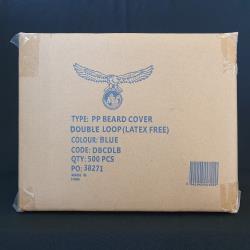 TYPE: PP BEARD COVER
DOUBLE LOOP (LATEX FREE)
COLOUR: BLUE
CODE: DBCDLB
QTY: 500 PCS
PO: 38271